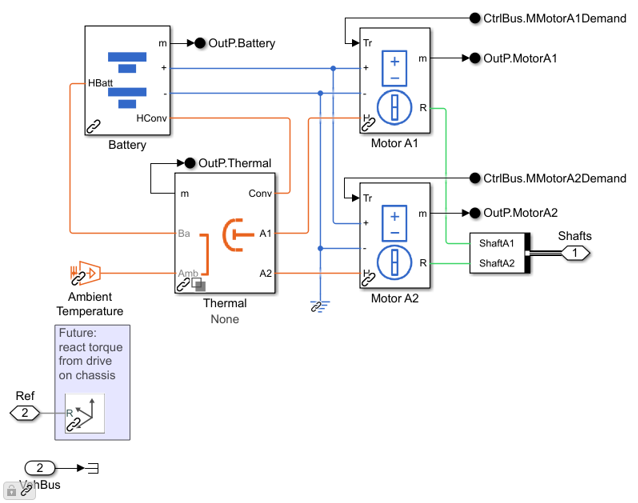 CtrlBus.MMotorA1Demand
m
OutP.Battery
Tr
+
HBatt
-
HConv
Battery
+
m
OutP.MotorA1
-
R
H
Motor A1
OutP.Thermal
m
Conv
Ba
A1
Amb
A2
Thermal
None
CtrlBus.MMotorA2Demand
Tr
m
OutP.MotorA2
+
-
R
H
Motor A2
ShaftA1
ShaftA2
Shafts
1
Ambient
Temperature
Future:
react torque
from drive
on chassis
Ref
2
R
2
VehBus